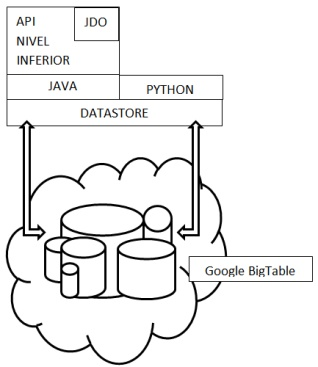 API
JDO
NIVEL
INFERIOR
JAVA
PYTHON
DATASTORE
Google BigTable